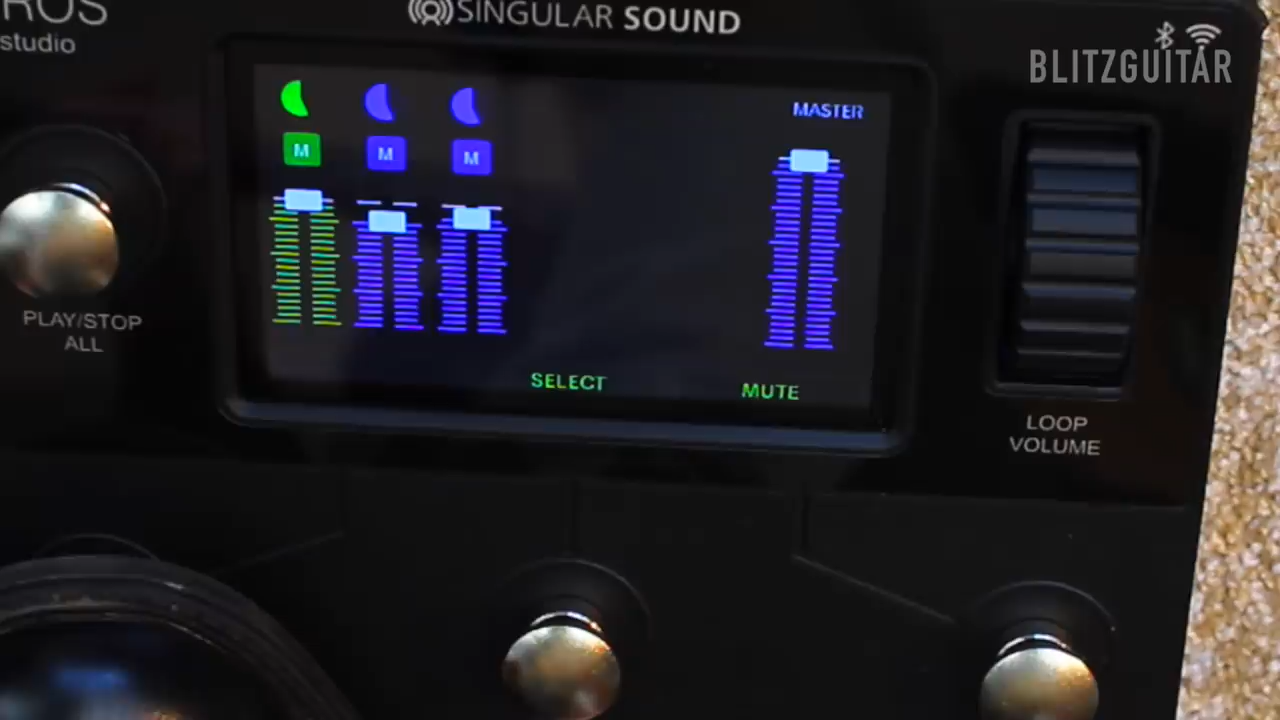 ROS
studio
SINGULAR SOUND
BLITZGUITAR
MASTER
M
M
M
SELECT
MUTE
PLAY/STOP
ALL
LOOP
VOLUME